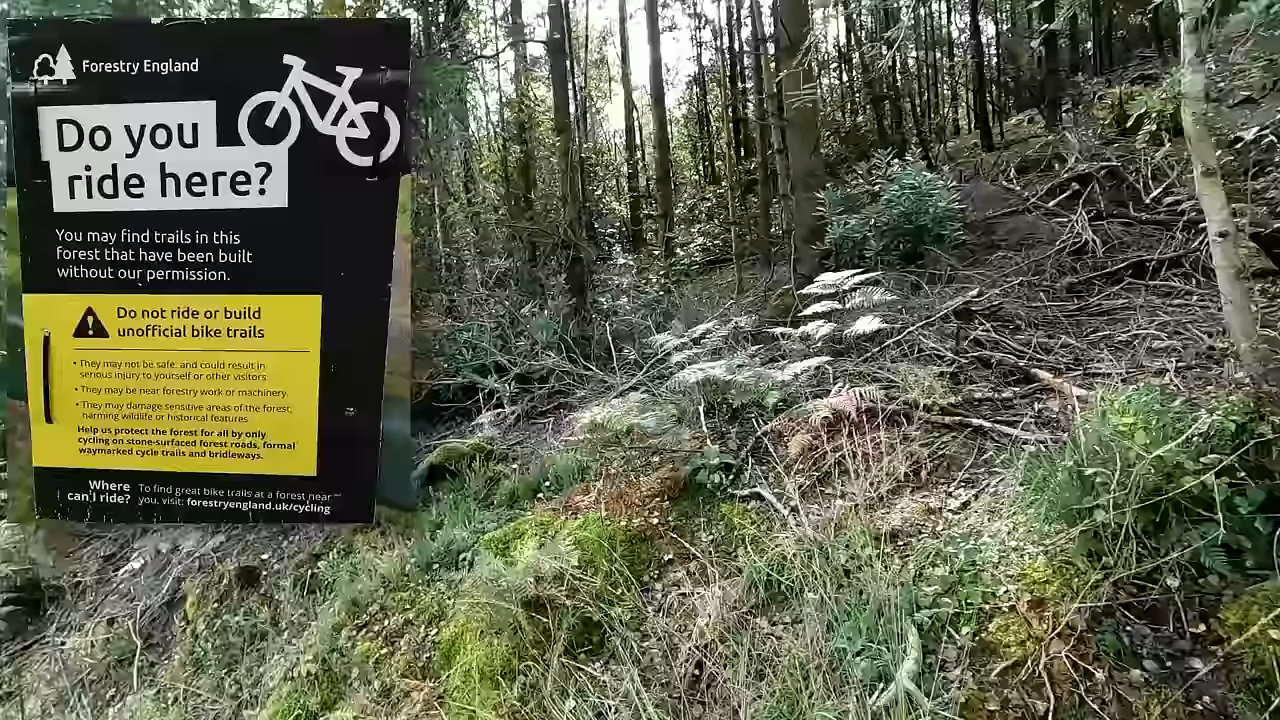 Forestry England
Do you
ride here?
You may find trails in this
forest that have been built
without our permission.
Do not ride or build
unofficial bike trails
• They may not be safe, and could result in
serious injury to yourself or other visitors
• They may be near forestry work or machinery.
• They may damage sensitive areas of the forest,
harming wildlife or historical features
Help us protect the forest for all by only
cycling on stone-surfaced forest roads, formal
waymarked cycle trails and bridleways.
Where
can I ride?
To find great bike trails at a forest near
you, visit: forestryengland.uk/cycling